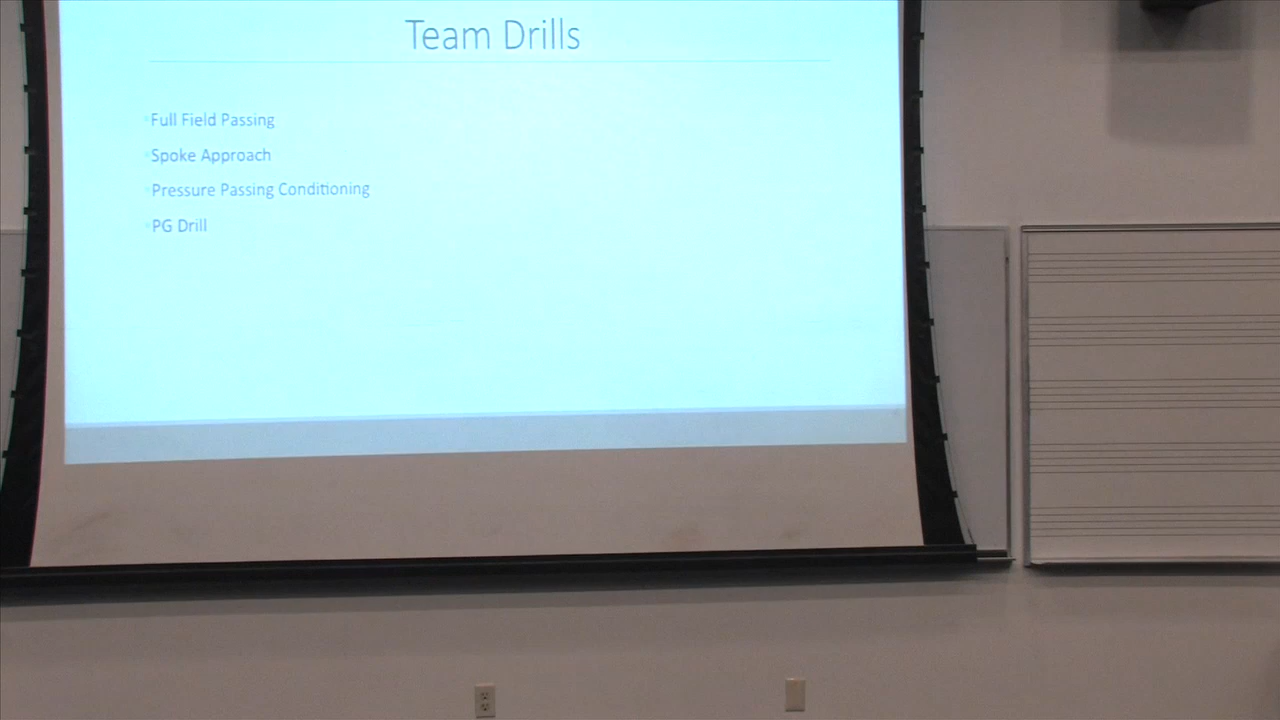 Team Drills
Full Field Passing
Spoke Approach
Pressure Passing Conditioning
PG Drill